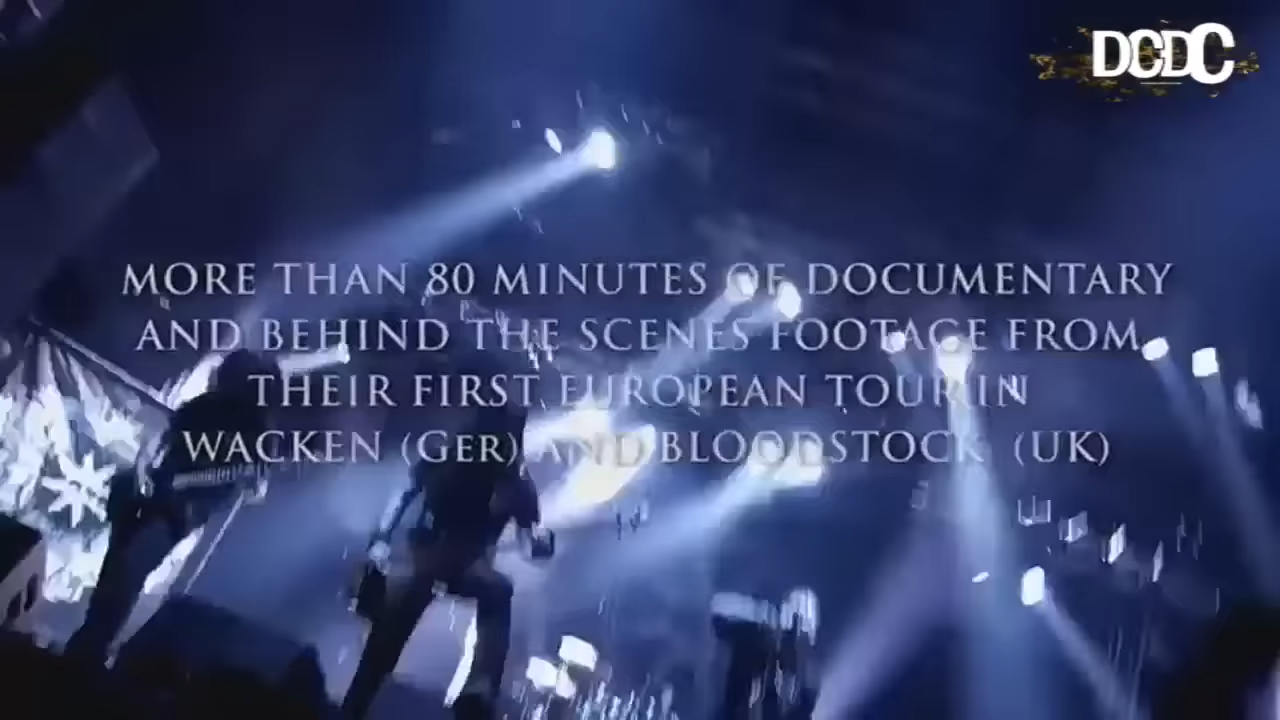 DCDC
MORE THAN 80 MINUTES OF DOCUMENTARY
AND BEHIND THE SCENES FOOTAGE FROM
THEIR FIRST EUROPEAN TOUR IN
WACKEN (GER) AND BLOODSTOCK (UK)